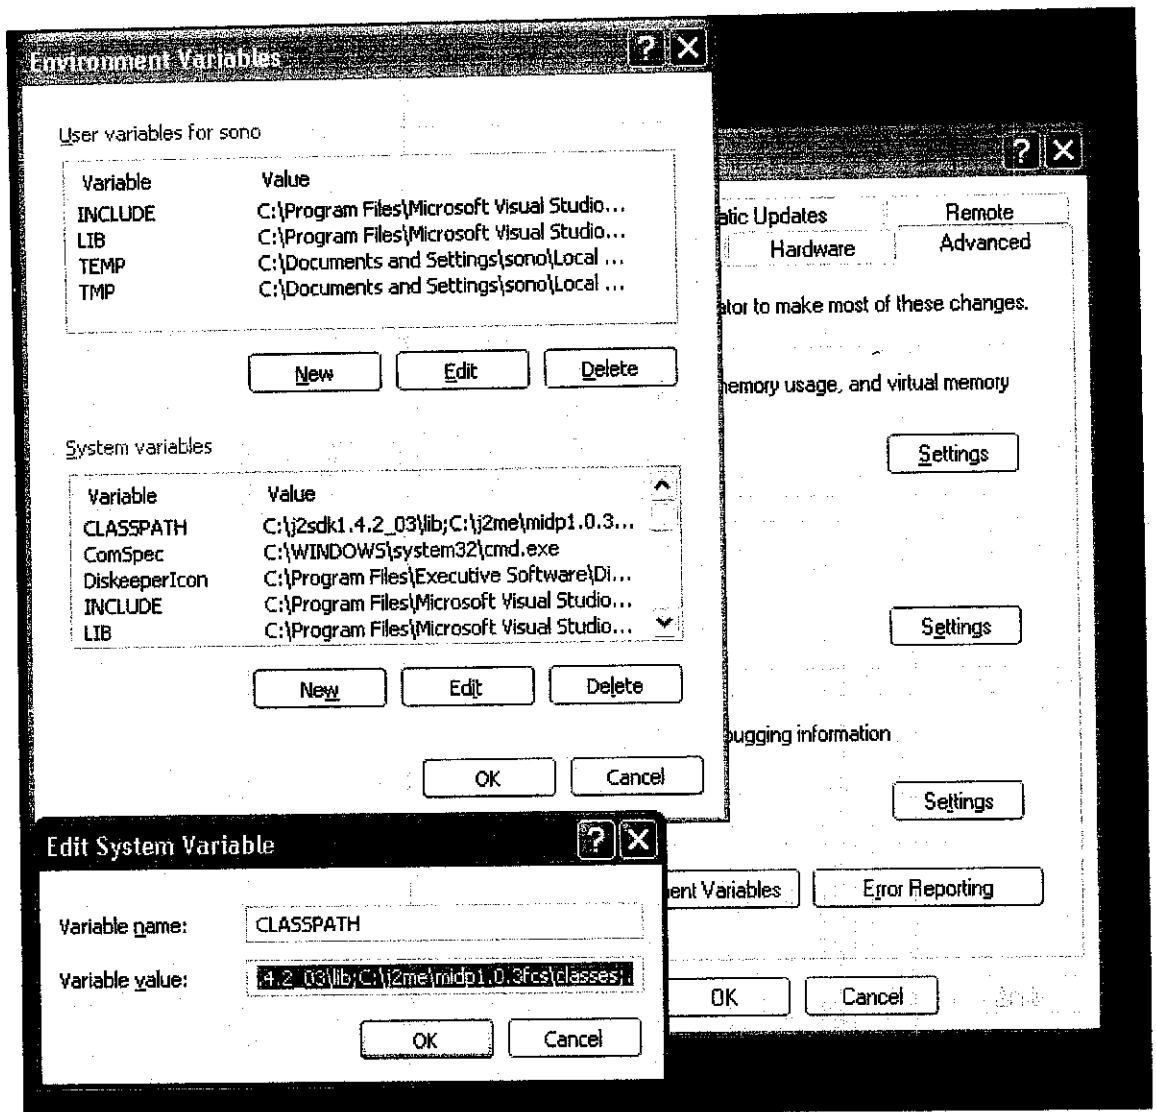 Environment Variables
User variables for sono
Variable Value
INCLUDE C:\Program Files\Microsoft Visual Studio...
LIB C:\Program Files\Microsoft Visual Studio...
TEMP C:\Documents and Settings\sono\Local ...
TMP C:\Documents and Settings\sono\Local ...
New Edit Delete
System variables
Variable Value
CLASSPATH C:\j2sdk1.4.2_03\lib;C:\j2me\midp1.0.3...
ComSpec C:\WINDOWS\system32\cmd.exe
DiskeeperIcon C:\Program Files\Executive Software\Di...
INCLUDE C:\Program Files\Microsoft Visual Studio...
LIB C:\Program Files\Microsoft Visual Studio...
New Edit Delete
OK Cancel
atic Updates Remote
Hardware Advanced
ator to make most of these changes.
memory usage, and virtual memory
Settings
Settings
bugging information
Settings
ment Variables Error Reporting
OK Cancel
Edit System Variable
Variable name: CLASSPATH
Variable value: .4.2_03\lib;C:\j2me\midp1.0.3fcs\classes;.
OK Cancel